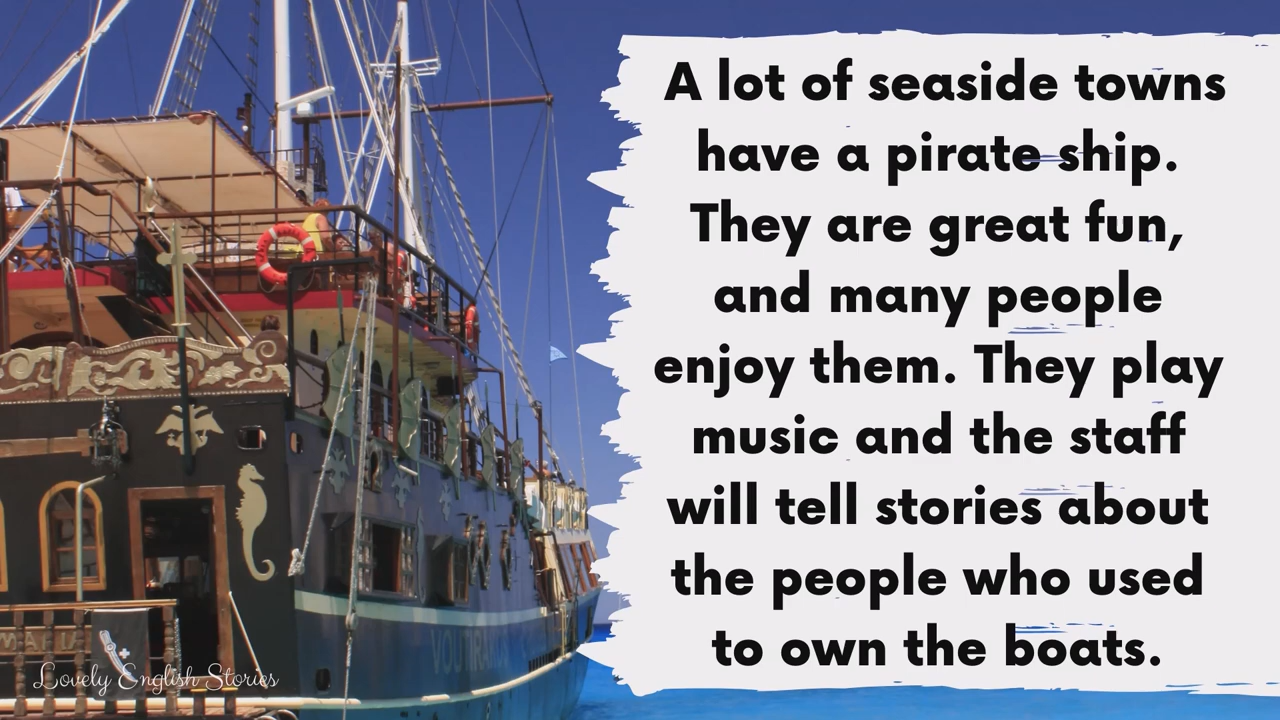 A lot of seaside towns
have a pirate ship.
They are great fun,
and many people
enjoy them. They play
music and the staff
will tell stories about
the people who used
to own the boats.
Lovely English Stories